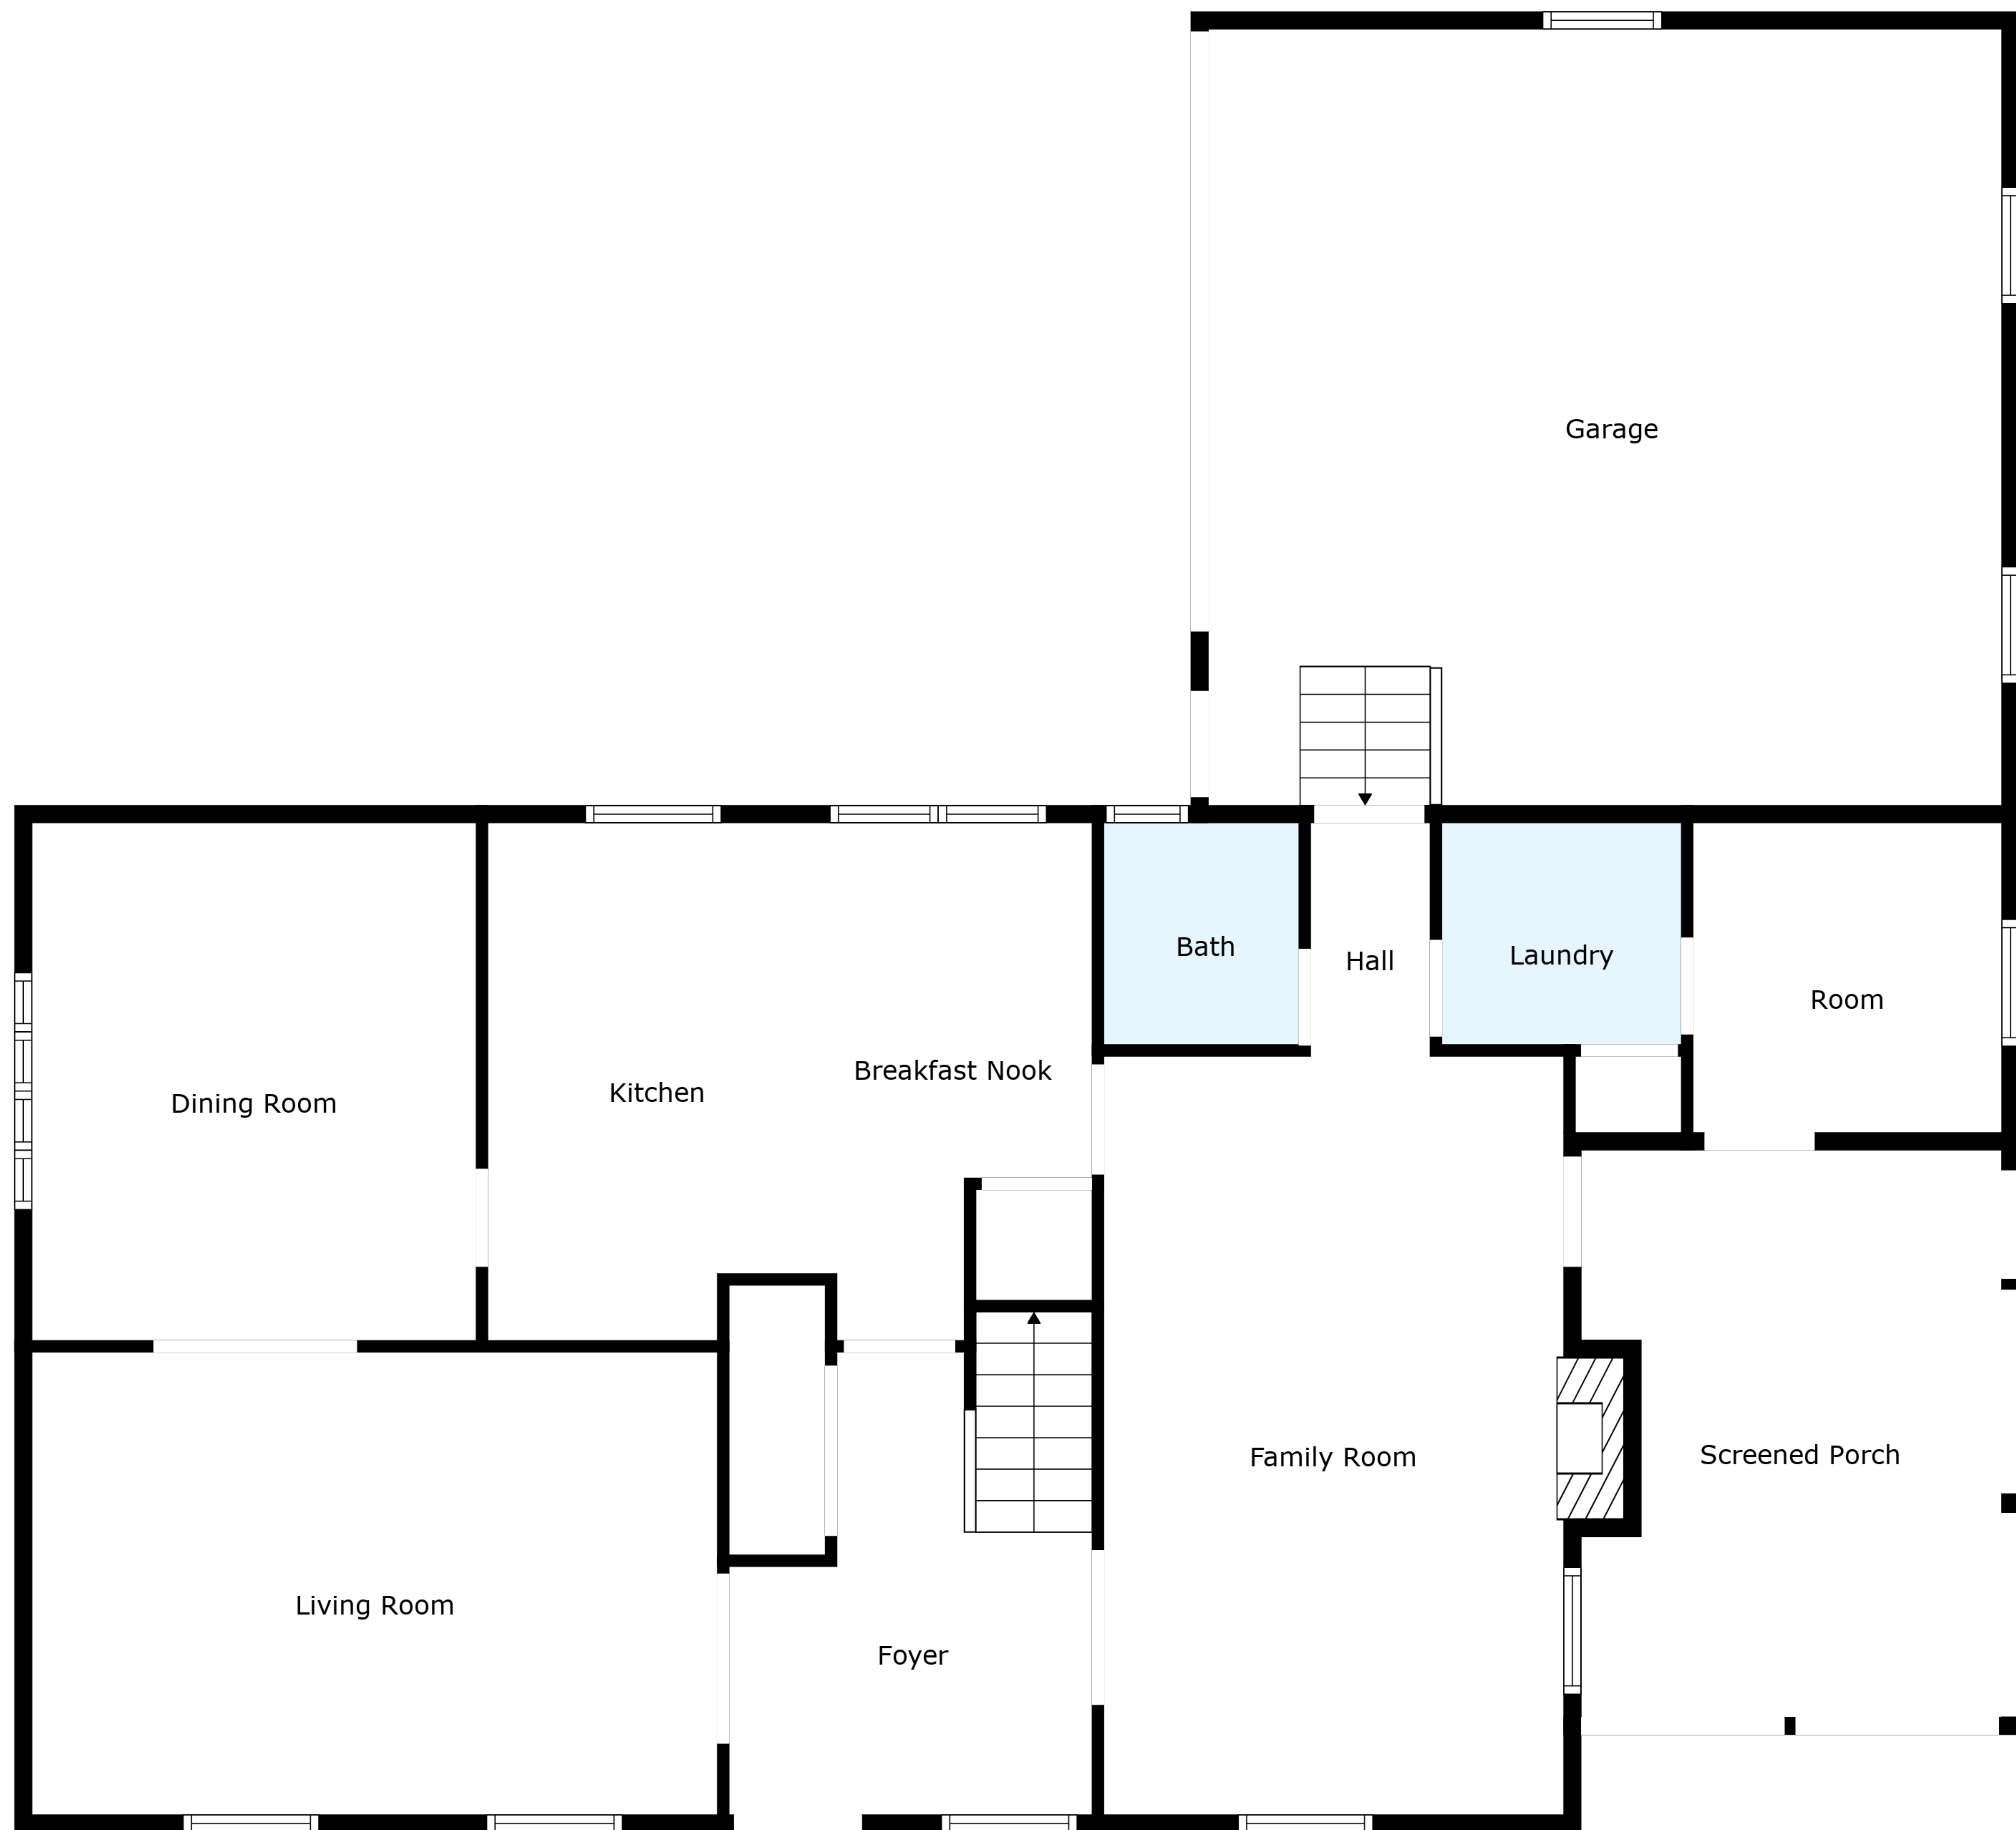 Garage
Bath
Hall
Laundry
Room
Breakfast Nook
Kitchen
Dining Room
Family Room
Screened Porch
Living Room
Foyer